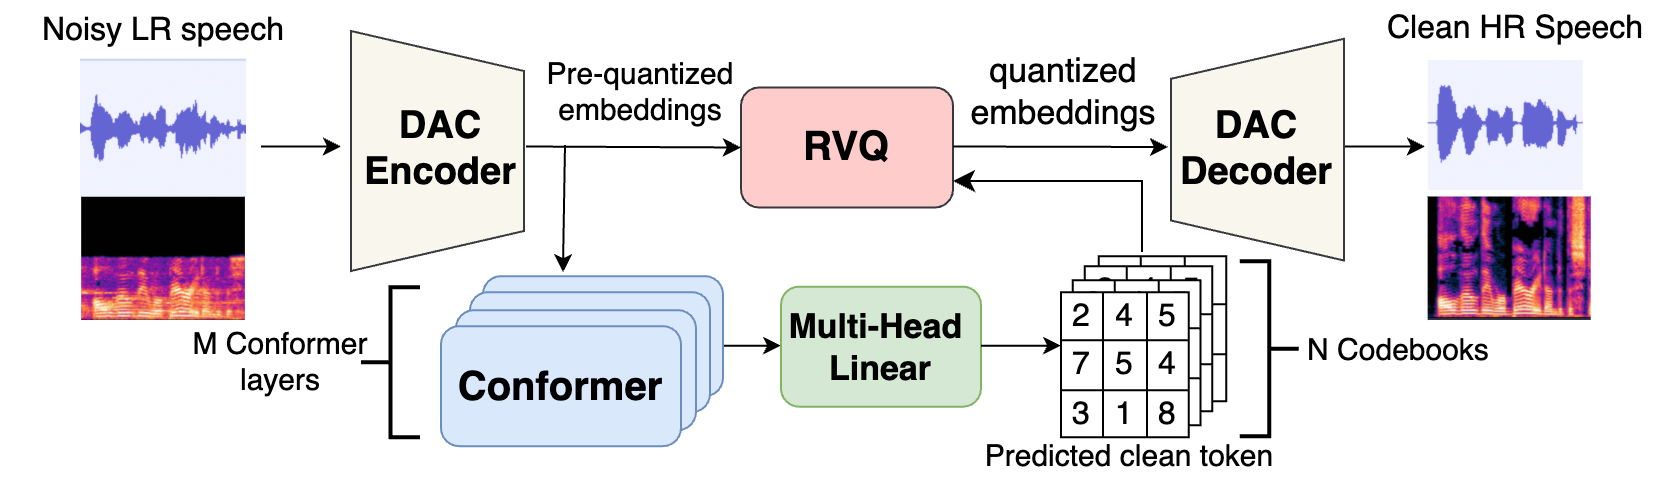 Noisy LR speech
DAC
Encoder
Pre-quantized
embeddings
RVQ
quantized
embeddings
DAC
Decoder
Clean HR Speech
M Conformer
layers
Conformer
Multi-Head
Linear
2 4 5
7 5 4
3 1 8
Predicted clean token
N Codebooks